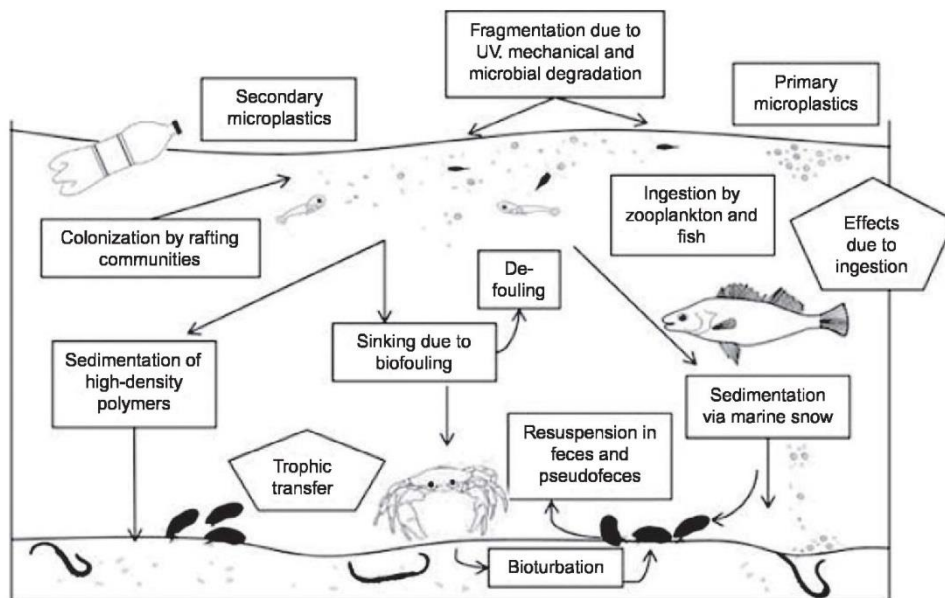 Fragmentation due to
UV. mechanical and
microbial degradation
Secondary
microplastics
Primary
microplastics
Ingestion by
zooplankton and
fish
Effects
due to
ingestion
Colonization by rafting
communities
De-
fouling
Sinking due to
biofouling
Sedimentation of
high-density
polymers
Sedimentation
via marine snow
Resuspension in
feces and
pseudofeces
Trophic
transfer
Bioturbation